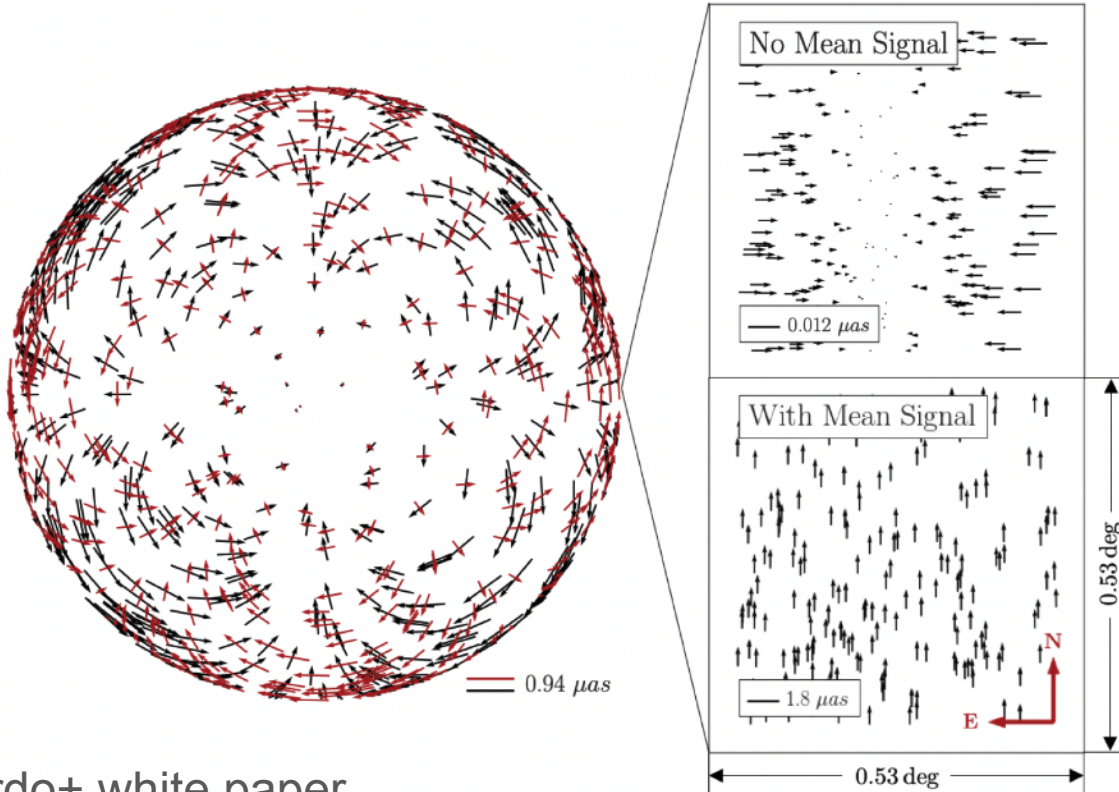 No Mean Signal
0.012 μas
With Mean Signal
1.8 μas
N
E
0.94 μas
0.53 deg
0.53 deg
white paper